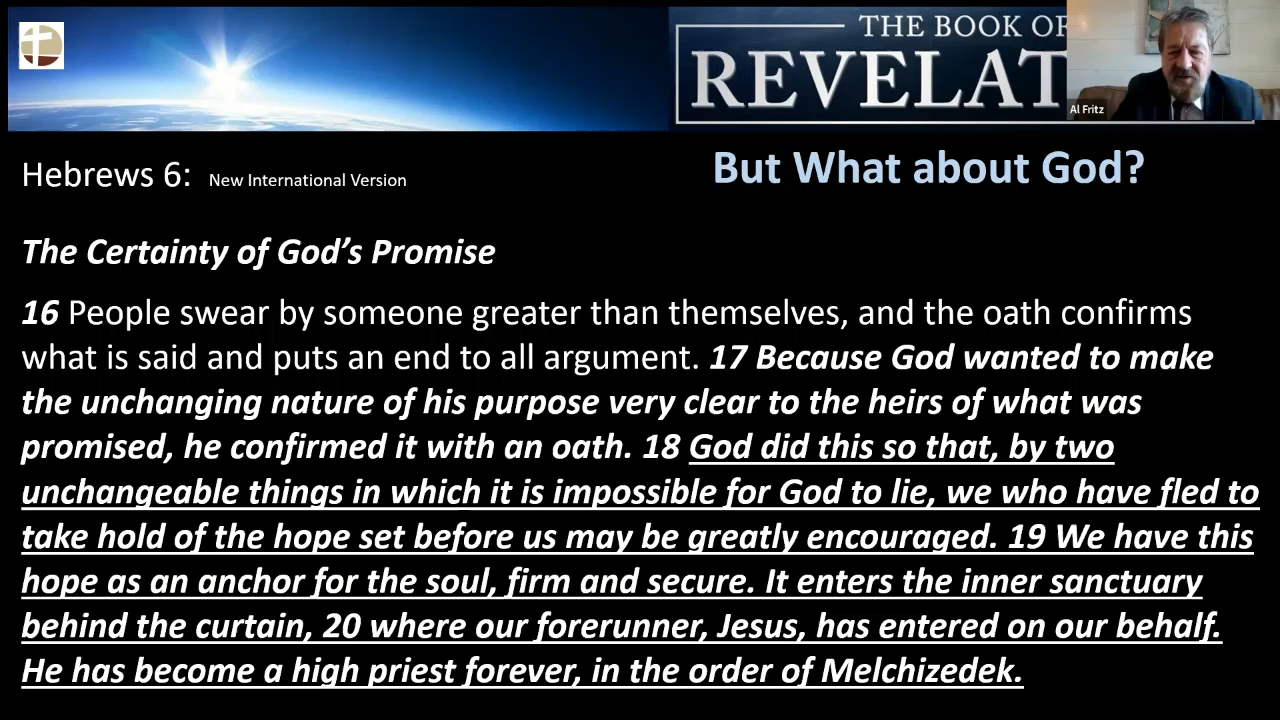 THE BOOK OF
REVELAT
Al Fritz
Hebrews 6: New International Version
But What about God?
The Certainty of God’s Promise
16 People swear by someone greater than themselves, and the oath confirms
what is said and puts an end to all argument. 17 Because God wanted to make
the unchanging nature of his purpose very clear to the heirs of what was
promised, he confirmed it with an oath. 18 God did this so that, by two
unchangeable things in which it is impossible for God to lie, we who have fled to
take hold of the hope set before us may be greatly encouraged. 19 We have this
hope as an anchor for the soul, firm and secure. It enters the inner sanctuary
behind the curtain, 20 where our forerunner, Jesus, has entered on our behalf.
He has become a high priest forever, in the order of Melchizedek.